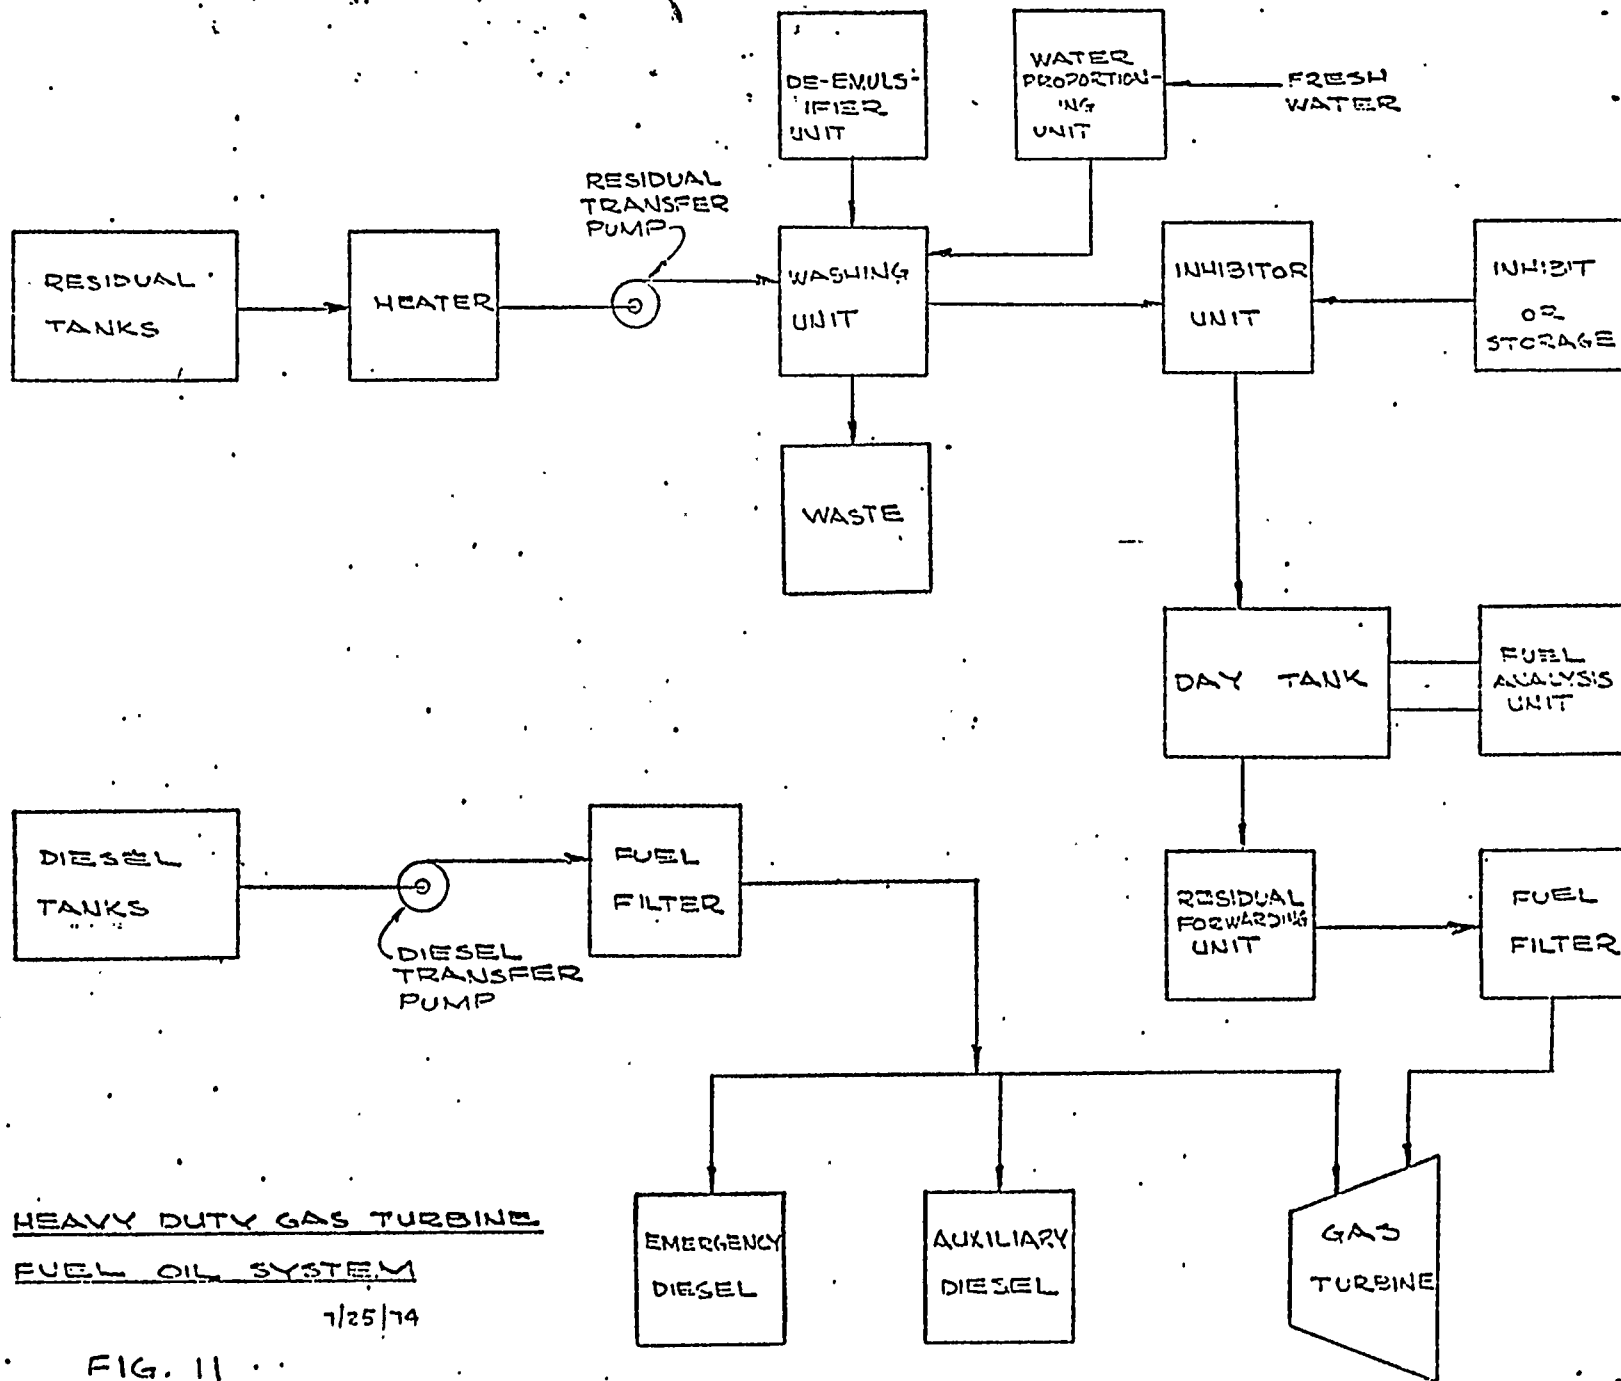 DE-EMULS-
IFIER
UNIT
WATER
PROPORTION-
ING
UNIT
FRESH
WATER
RESIDUAL
TRANSFER
PUMP
RESIDUAL
TANKS
HEATER
WASHING
UNIT
INHIBITOR
UNIT
INHIBIT
OR
STORAGE
WASTE
DAY TANK
FUEL
ANALYSIS
UNIT
DIESEL
TANKS
DIESEL
TRANSFER
PUMP
FUEL
FILTER
RESIDUAL
FORWARDING
UNIT
FUEL
FILTER
EMERGENCY
DIESEL
AUXILIARY
DIESEL
GAS
TURBINE
HEAVY DUTY GAS TURBINE
FUEL OIL SYSTEM
7/25/74
FIG. 11